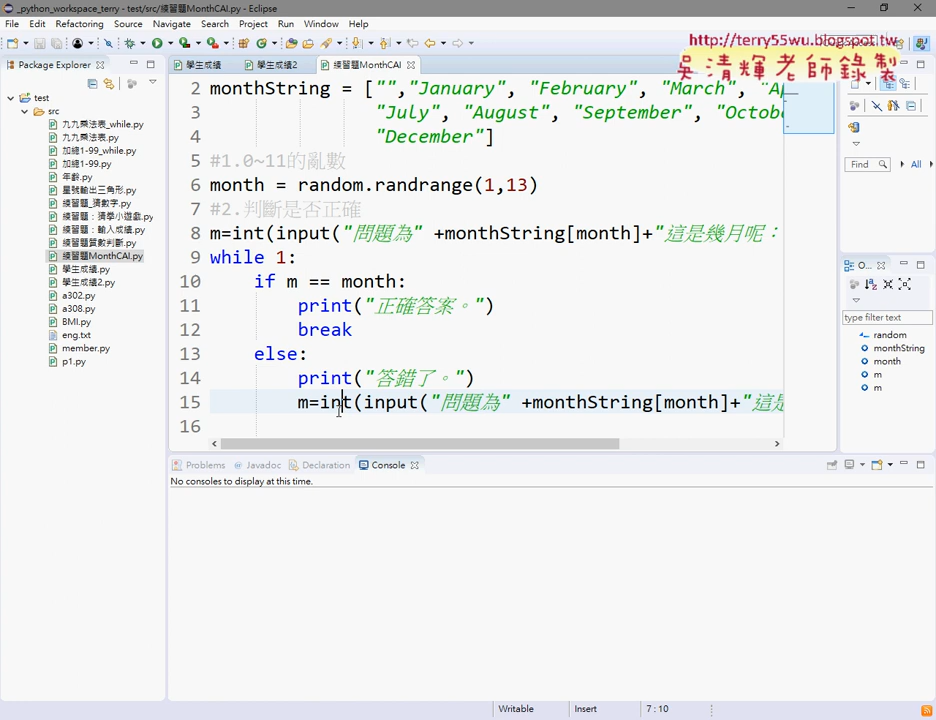 _python_workspace_terry - test/src/練習題MonthCAI.py - Eclipse
File Edit Refactoring Source Navigate Search Project Run Window Help
http://terry55wu.blogspot.tw
吳清輝老師錄製
Package Express
test
src
九九乘法表_while.py
九九乘法表.py
加總1-99_while.py
加總1-99.py
年齡.py
星號輸出三角形.py
練習題_猜數字.py
練習題：猜學小遊戲.py
練習題：輸入成績.py
練習題質數判斷.py
練習題MonthCAI.py
學生成績.py
學生成績2.py
a302.py
a308.py
BMI.py
eng.txt
member.py
p1.py
學生成績 學生成績2 練習題MonthCAI
2 monthString = ["","January", "February", "March", "Ap
3 "July", "August", "September", "Octobe
4 "December"]
5 #1.0~11的亂數
6 month = random.randrange(1,13)
7 #2.判斷是否正確
8 m=int(input("問題為" +monthString[month]+"這是幾月呢：
9 while 1:
10 if m == month:
11 print("正確答案。")
12 break
13 else:
14 print("答錯了。")
15 m=int(input("問題為" +monthString[month]+"這是
16
Find All
O...
type filter text
random
monthString
month
m
m
Problems Javadoc Declaration Console
No consoles to display at this time.
Writable Insert 7 : 10